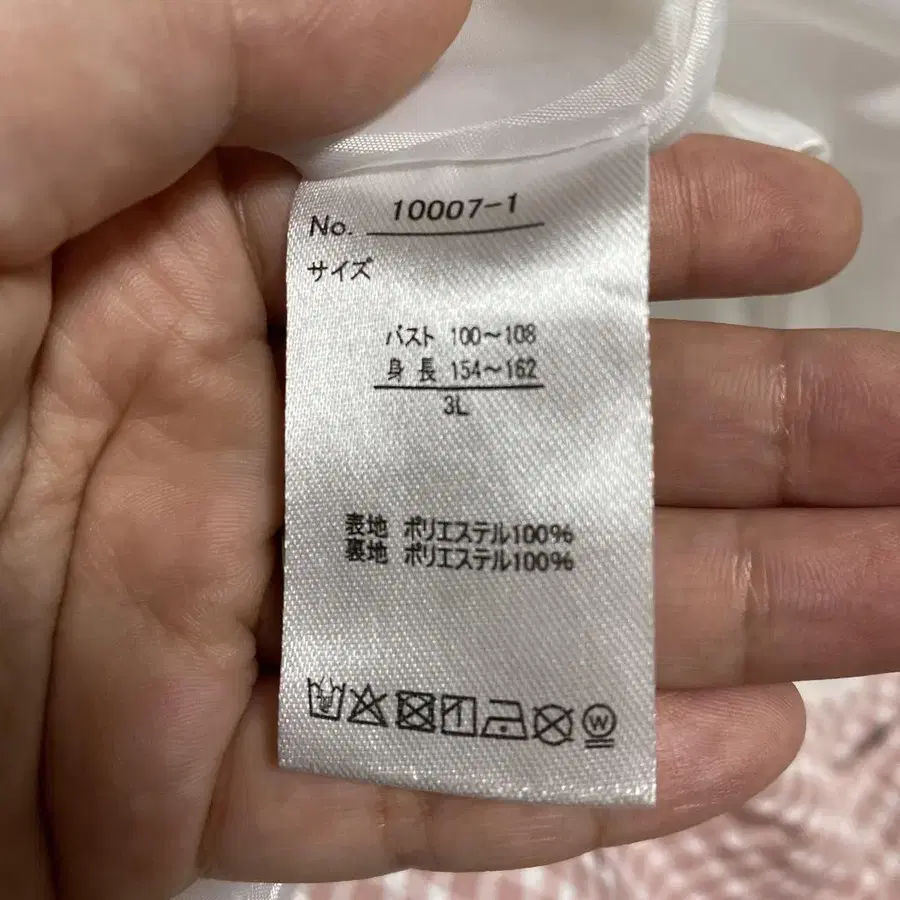 No. 10007-1
サイズ
バスト 100～108
身長 154～162
3L
表地 ポリエステル100%
裏地 ポリエステル100%
W